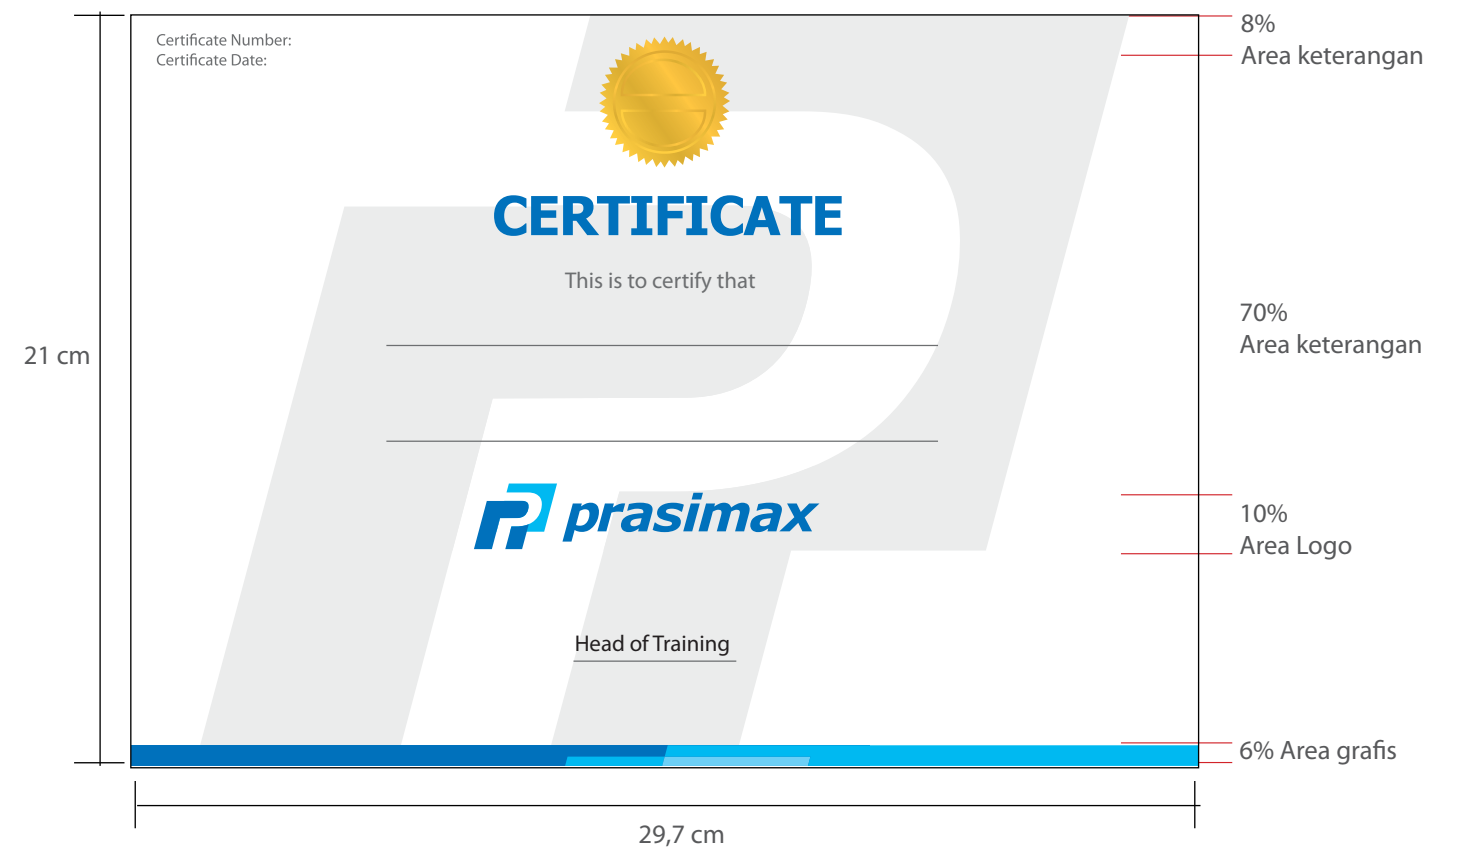 8%
Area keterangan
Certificate Number:
Certificate Date:
CERTIFICATE
This is to certify that
70%
Area keterangan
21 cm
prasimax
10%
Area Logo
Head of Training
6% Area grafis
29,7 cm